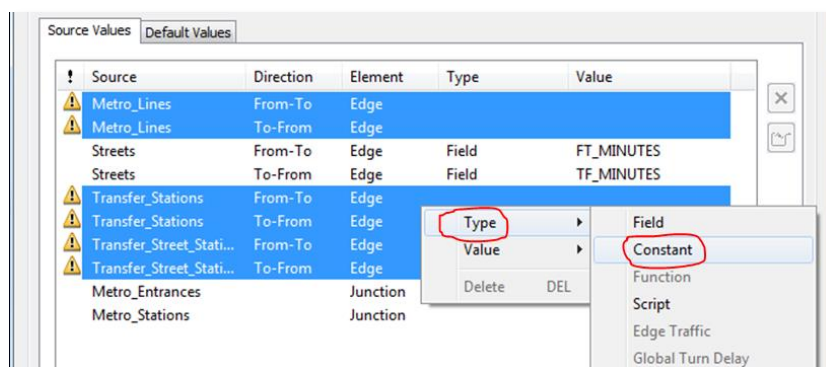 Source Values Default Values
! Source Direction Element Type Value
Metro_Lines From-To Edge
Metro_Lines To-From Edge
Streets From-To Edge Field FT_MINUTES
Streets To-From Edge Field TF_MINUTES
Transfer_Stations From-To Edge
Transfer_Stations To-From Edge
Transfer_Street_Stati... From-To Edge
Transfer_Street_Stati... To-From Edge
Metro_Entrances Junction
Metro_Stations Junction
Type
Value
Delete DEL
Field
Constant
Function
Script
Edge Traffic
Global Turn Delay